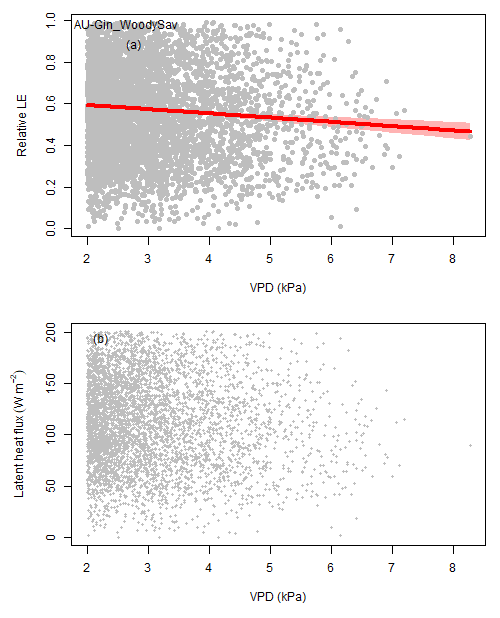 AU-Gin_WoodySav
(a)
1.0
0.8
0.6
0.4
0.2
0.0
Relative LE
2 3 4 5 6 7 8
VPD (kPa)
(b)
200
150
100
50
0
Latent heat flux (W m⁻²)
2 3 4 5 6 7 8
VPD (kPa)